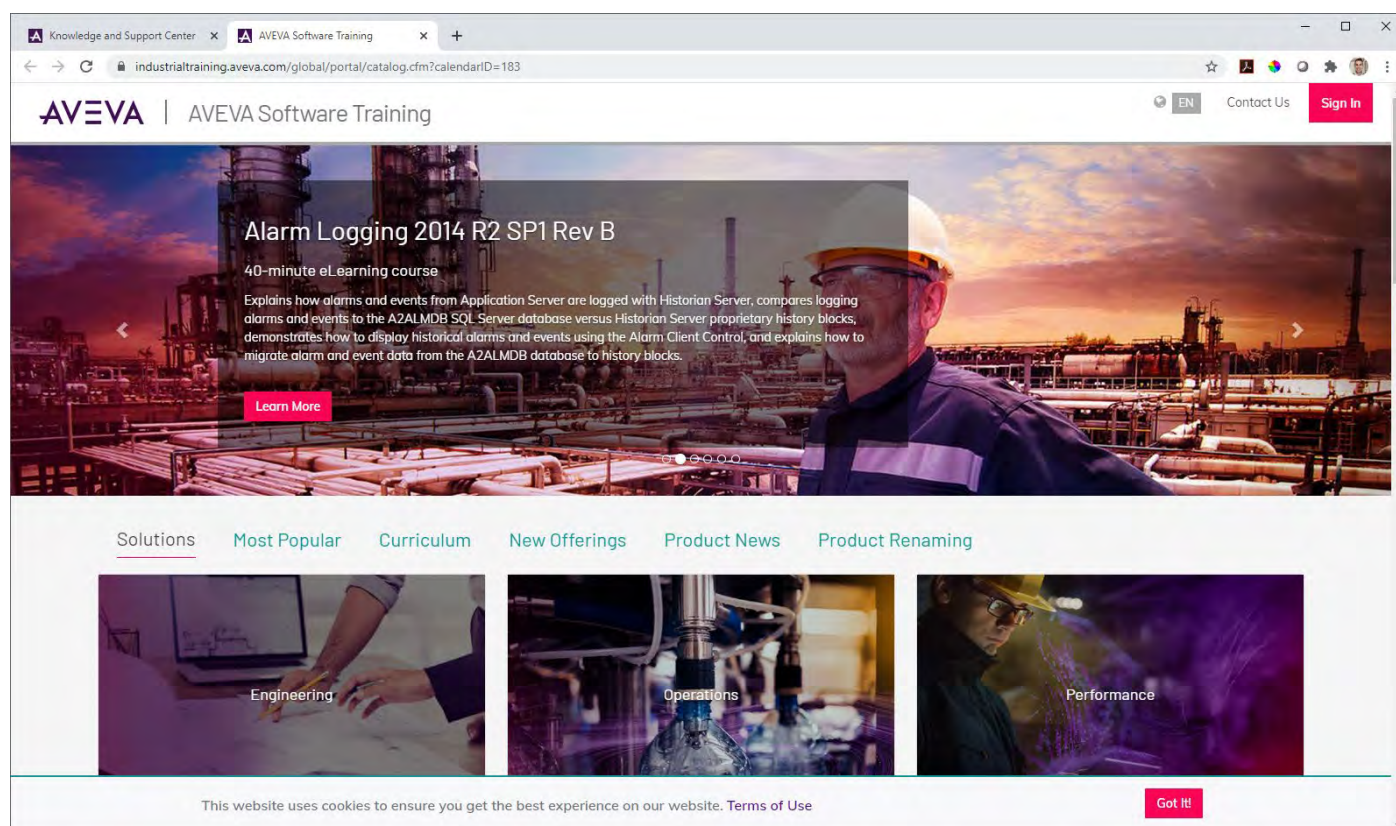 Knowledge and Support Center
AVEVA Software Training
industrialtraining.aveva.com/global/portal/catalog.cfm?calendarID=183
AVEVA
AVEVA Software Training
EN
Contact Us
Sign In
Alarm Logging 2014 R2 SP1 Rev B
40-minute eLearning course
Explains how alarms and events from Application Server are logged with Historian Server, compares logging
alarms and events to the A2ALMDB SQL Server database versus Historian Server proprietary history blocks,
demonstrates how to display historical alarms and events using the Alarm Client Control, and explains how to
migrate alarm and event data from the A2ALMDB database to history blocks.
Learn More
Solutions
Most Popular
Curriculum
New Offerings
Product News
Product Renaming
Engineering
Operations
Performance
This website uses cookies to ensure you get the best experience on our website. Terms of Use
Got It!